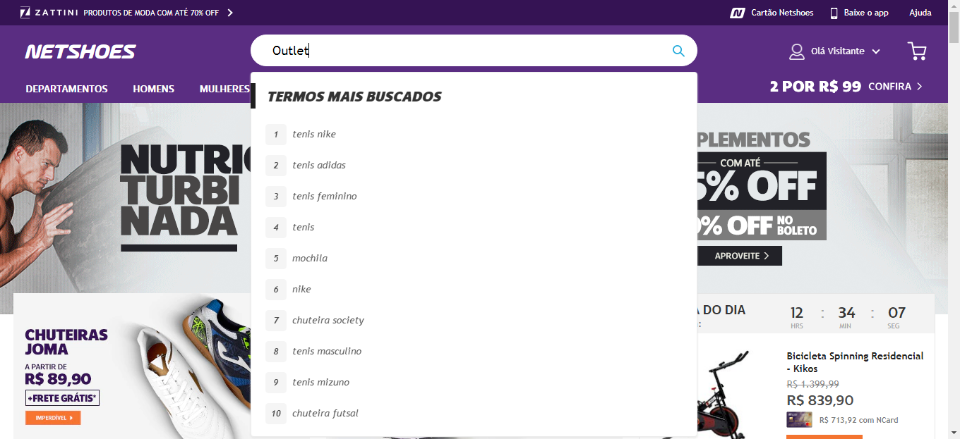 ZATTINI PRODUTOS DE MODA COM ATÉ 70% OFF
Cartão Netshoes
Baixe o app
Ajuda
NETSHOES
Outlet
Olá Visitante
DEPARTAMENTOS
HOMENS
MULHERES
2 POR R$ 99 CONFIRA
TERMOS MAIS BUSCADOS
1 tenis nike
2 tenis adidas
3 tenis feminino
4 tenis
5 mochila
6 nike
7 chuteira society
8 tenis masculino
9 tenis mizuno
10 chuteira futsal
NUTRIC
TURBI
NADA
PLEMENTOS
COM ATÉ
5% OFF
0% OFF NO BOLETO
APROVEITE
CHUTEIRAS
JOMA
A PARTIR DE
R$ 89,90
+FRETE GRÁTIS*
IMPERDÍVEL
DO DIA
:
12 : 34 : 07
HRS MIN SEG
Bicicleta Spinning Residencial
- Kikos
R$ 1.399,99
R$ 839,90
R$ 713,92 com NCard